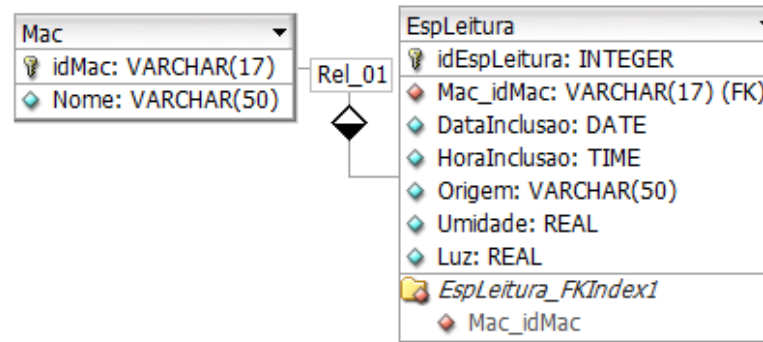 Mac
idMac: VARCHAR(17)
Nome: VARCHAR(50)
Rel_01
EspLeitura
idEspLeitura: INTEGER
Mac_idMac: VARCHAR(17) (FK)
DataInclusao: DATE
HoraInclusao: TIME
Origem: VARCHAR(50)
Umidade: REAL
Luz: REAL
EspLeitura_FKIndex1
Mac_idMac